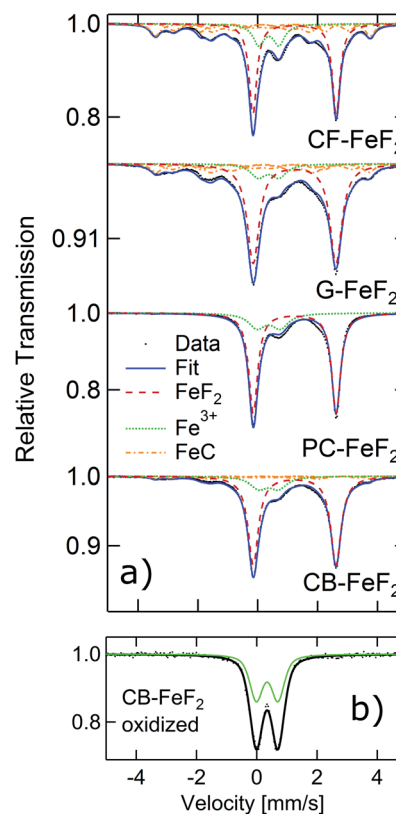 1.0
0.8
CF-FeF2
0.91
G-FeF2
1.0
Data
Fit
FeF2
0.8
Fe3+
FeC
PC-FeF2
1.0
0.9
a)
CB-FeF2
1.0
CB-FeF2
oxidized
0.8
b)
-4 -2 0 2 4
Velocity [mm/s]
Relative Transmission